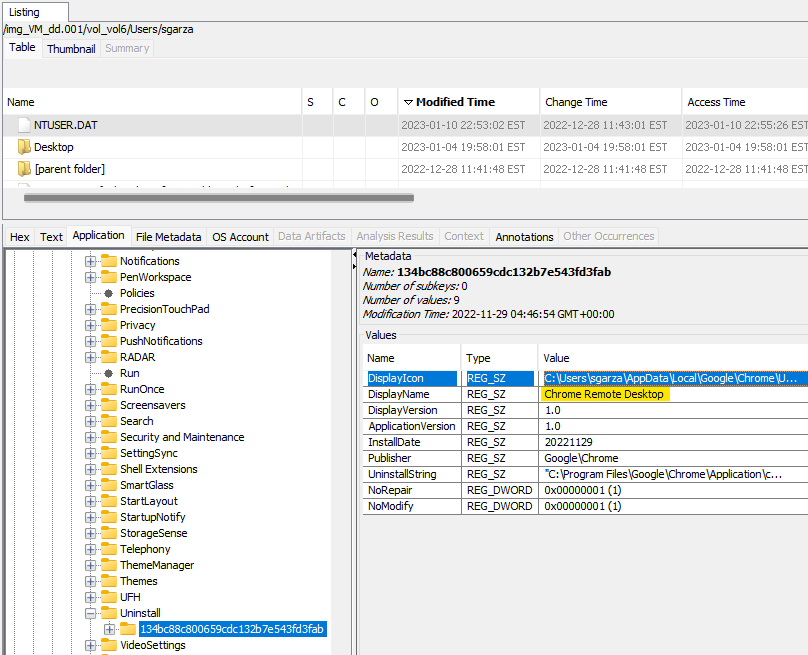 Listing
/img_VM_dd.001/vol_vol6/Users/sgarza
Table Thumbnail Summary
Name S C O Modified Time Change Time Access Time
NTUSER.DAT 2023-01-10 22:53:02 EST 2022-12-28 11:43:01 EST 2023-01-10 22:55:26 EST
Desktop 2023-01-04 19:58:01 EST 2023-01-04 19:58:01 EST 2023-01-04 19:58:01 EST
[parent folder] 2022-12-28 11:41:48 EST 2022-12-28 11:41:48 EST 2022-12-28 11:41:48 EST
Hex Text Application File Metadata OS Account Data Artifacts Analysis Results Context Annotations Other Occurrences
Notifications
PenWorkspace
Policies
PrecisionTouchPad
Privacy
PushNotifications
RADAR
Run
RunOnce
Screensavers
Search
Security and Maintenance
SettingSync
Shell Extensions
SmartGlass
StartLayout
StartupNotify
StorageSense
Telephony
ThemeManager
Themes
UFH
Uninstall
134bc88c800659cdc132b7e543fd3fab
VideoSettings
Metadata
Name: 134bc88c800659cdc132b7e543fd3fab
Number of subkeys: 0
Number of values: 9
Modification Time: 2022-11-29 04:46:54 GMT+00:00
Values
Name Type Value
DisplayIcon REG_SZ C:\Users\sgarza\AppData\Local\Google\Chrome\U...
DisplayName REG_SZ Chrome Remote Desktop
DisplayVersion REG_SZ 1.0
ApplicationVersion REG_SZ 1.0
InstallDate REG_SZ 20221129
Publisher REG_SZ Google\Chrome
UninstallString REG_SZ "C:\Program Files\Google\Chrome\Application\c...
NoRepair REG_DWORD 0x00000001 (1)
NoModify REG_DWORD 0x00000001 (1)